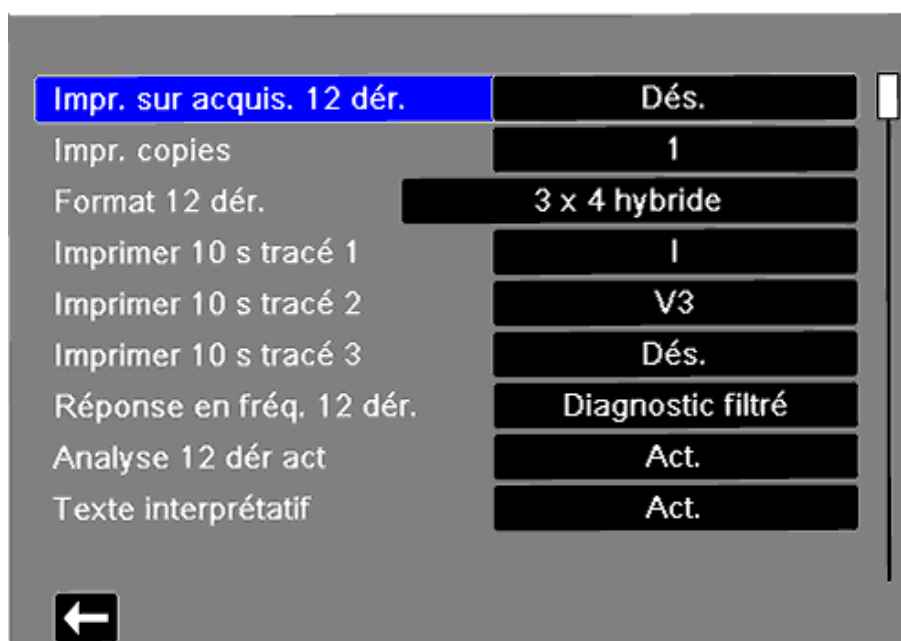 Impr. sur acquis. 12 dér. Dés.
Impr. copies 1
Format 12 dér. 3 x 4 hybride
Imprimer 10 s tracé 1 I
Imprimer 10 s tracé 2 V3
Imprimer 10 s tracé 3 Dés.
Réponse en fréq. 12 dér. Diagnostic filtré
Analyse 12 dér act Act.
Texte interprétatif Act.